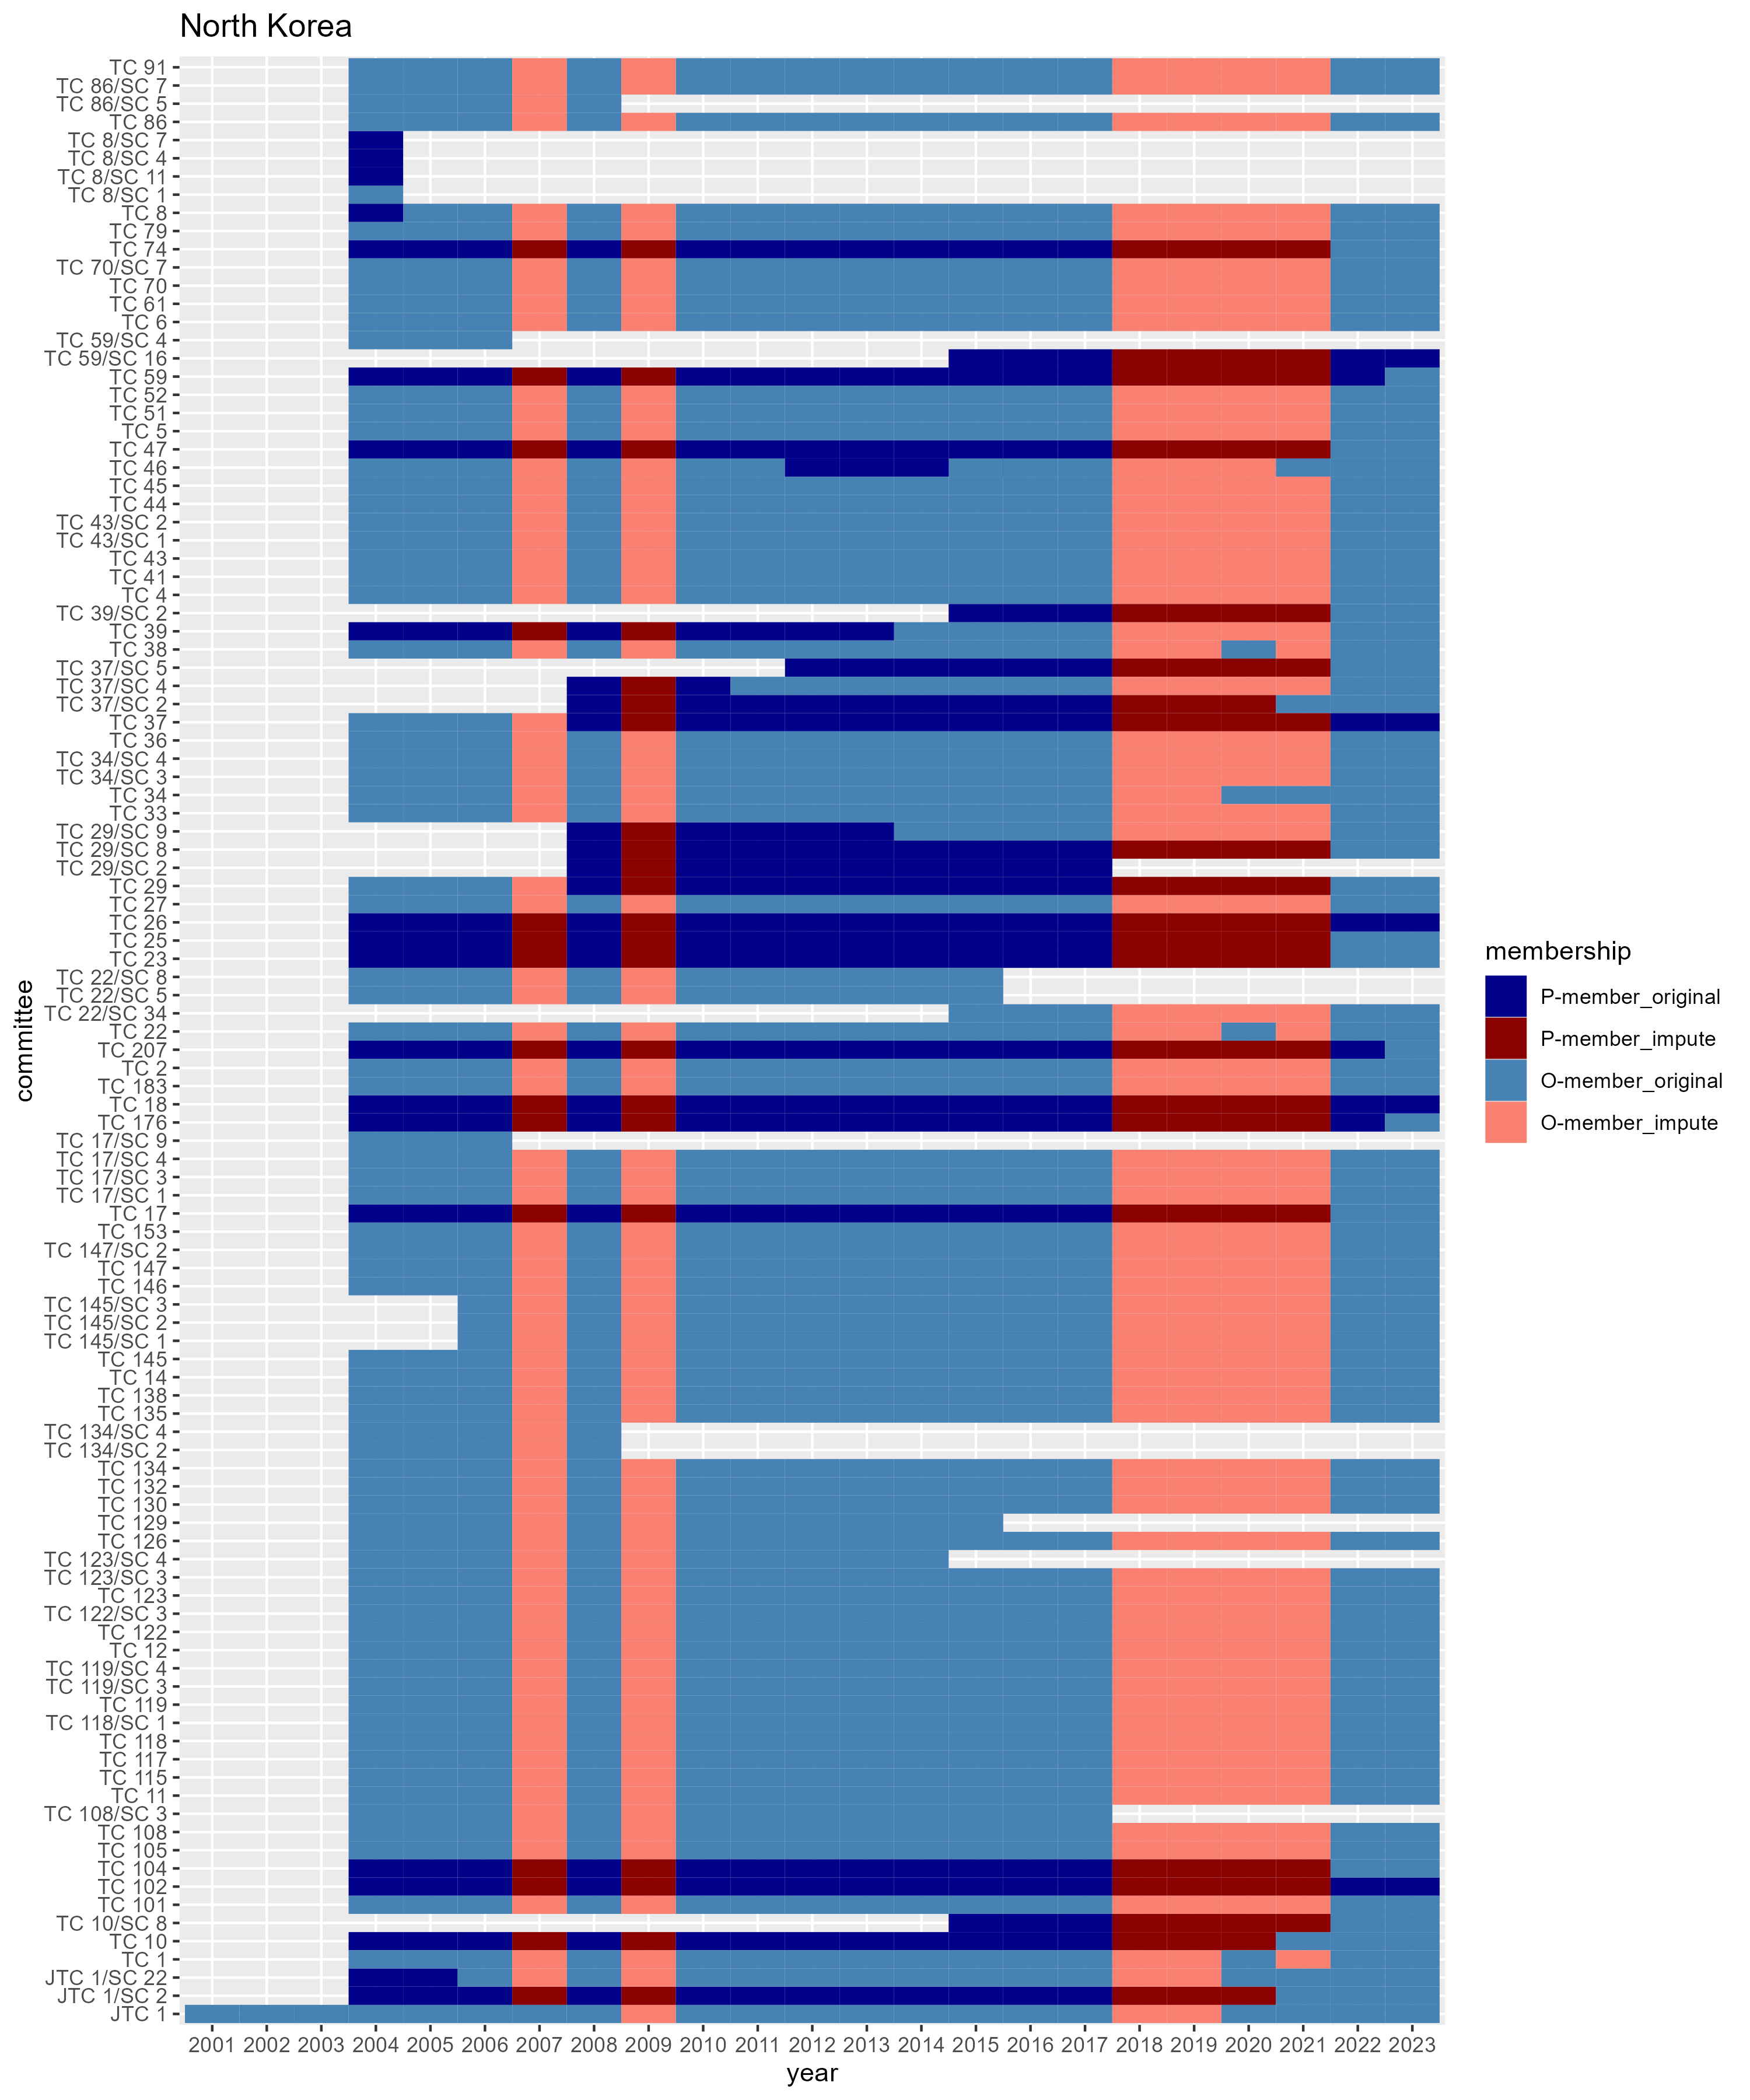 North Korea
committee
TC 91
TC 86/SC 7
TC 86/SC 5
TC 86
TC 8/SC 7
TC 8/SC 4
TC 8/SC 11
TC 8/SC 1
TC 8
TC 79
TC 74
TC 70/SC 7
TC 70
TC 61
TC 6
TC 59/SC 4
TC 59/SC 16
TC 59
TC 52
TC 51
TC 5
TC 47
TC 46
TC 45
TC 44
TC 43/SC 2
TC 43/SC 1
TC 43
TC 41
TC 4
TC 39/SC 2
TC 39
TC 38
TC 37/SC 5
TC 37/SC 4
TC 37/SC 2
TC 37
TC 36
TC 34/SC 4
TC 34/SC 3
TC 34
TC 33
TC 29/SC 9
TC 29/SC 8
TC 29/SC 2
TC 29
TC 27
TC 26
TC 25
TC 23
TC 22/SC 8
TC 22/SC 5
TC 22/SC 34
TC 22
TC 207
TC 2
TC 183
TC 18
TC 176
TC 17/SC 9
TC 17/SC 4
TC 17/SC 3
TC 17/SC 1
TC 17
TC 153
TC 147/SC 2
TC 147
TC 146
TC 145/SC 3
TC 145/SC 2
TC 145/SC 1
TC 145
TC 14
TC 138
TC 135
TC 134/SC 4
TC 134/SC 2
TC 134
TC 132
TC 130
TC 129
TC 126
TC 123/SC 4
TC 123/SC 3
TC 123
TC 122/SC 3
TC 122
TC 12
TC 119/SC 4
TC 119/SC 3
TC 119
TC 118/SC 1
TC 118
TC 117
TC 115
TC 11
TC 108/SC 3
TC 108
TC 105
TC 104
TC 102
TC 101
TC 10/SC 8
TC 10
TC 1
JTC 1/SC 22
JTC 1/SC 2
JTC 1
2001 2002 2003 2004 2005 2006 2007 2008 2009 2010 2011 2012 2013 2014 2015 2016 2017 2018 2019 2020 2021 2022 2023
year
membership
P-member_original
P-member_impute
O-member_original
O-member_impute